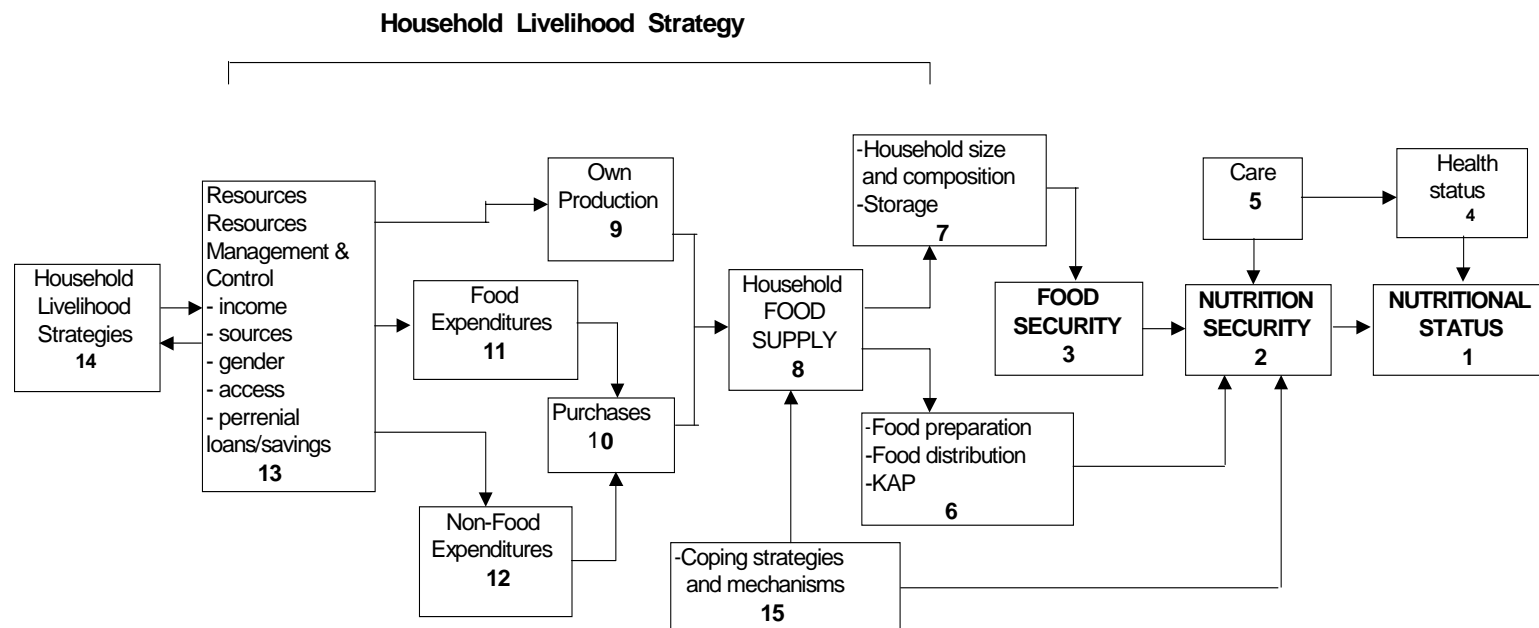 Household Livelihood Strategy
Household
Livelihood
Strategies
14
Resources
Resources
Management &
Control
- income
- sources
- gender
- access
- perrenial
loans/savings
13
Own
Production
9
Food
Expenditures
11
Purchases
10
Non-Food
Expenditures
12
Household
FOOD
SUPPLY
8
-Household size
and composition
-Storage
7
-Food preparation
-Food distribution
-KAP
6
-Coping strategies
and mechanisms
15
FOOD
SECURITY
3
Care
5
NUTRITION
SECURITY
2
Health
status
4
NUTRITIONAL
STATUS
1